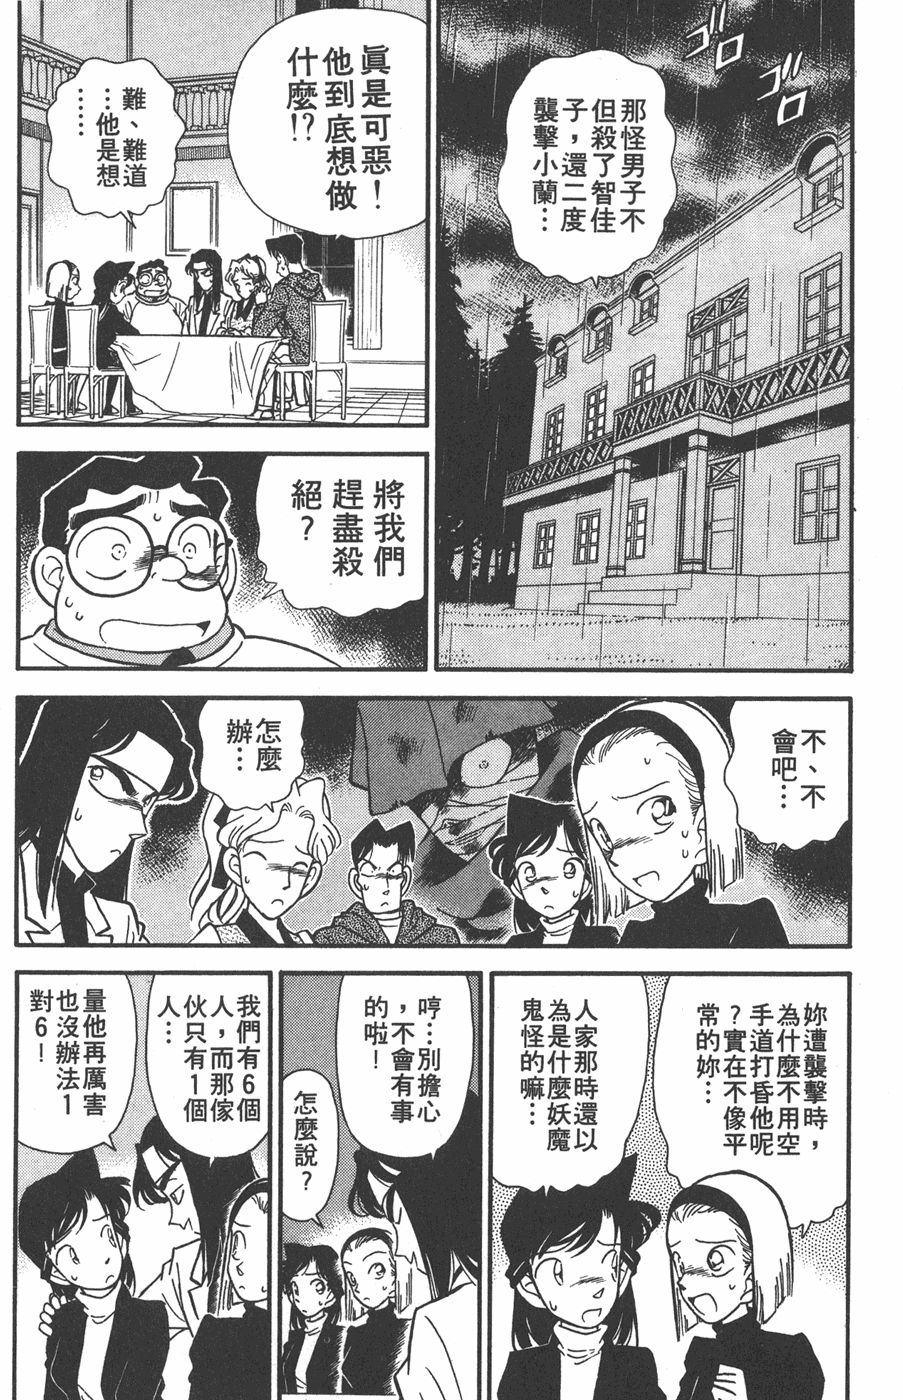 ゴロ
ゴロ
那怪男子不
但殺了智佳
子，還二度
襲擊小蘭…
眞是可惡！
他到底想做
什麼!?
難、難道
…他是想
……
將我們
趕盡殺
絕？
不、不
會吧…
怎麼
辦…
妳遭襲擊時，
為什麼不用空
手道打昏他呢
？實在不像平
常的妳…
人家那時還以
為是什麼妖魔
鬼怪的嘛…
哼…別擔心
，不會有事
的啦！
怎麼說？
我們有6個
人，而那傢
伙只有1個
人…
量他再厲害
也沒辦法1
對6！